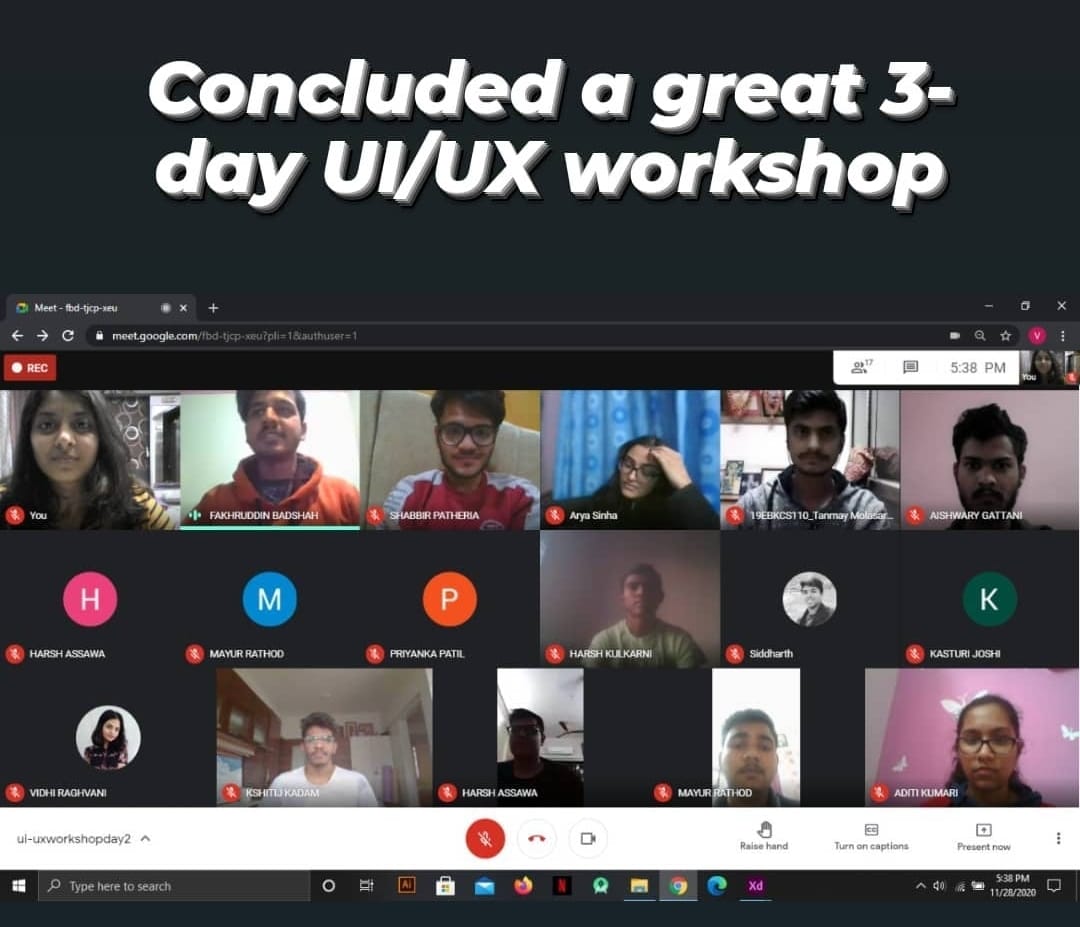 Concluded a great 3-
day UI/UX workshop
Meet - fbd-tjcp-xeu
meet.google.com/fbd-tjcp-xeu?pli=1&authuser=1
V
REC
17
5:38 PM
You
You
FAKHRUDDIN BADSHAH
SHABBIR PATHERIA
Arya Sinha
19EBKCS110_Tanmay Molasar...
AISHWARY GATTANI
H
M
P
K
HARSH ASSAWA
MAYUR RATHOD
PRIYANKA PATIL
HARSH KULKARNI
Siddharth
KASTURI JOSHI
VIDHI RAGHVANI
KSHITIJ KADAM
HARSH ASSAWA
MAYUR RATHOD
ADITI KUMARI
ui-uxworkshopday2
Raise hand
CC
Turn on captions
Present now
Type here to search
Ai
N
Xd
5:38 PM
11/28/2020